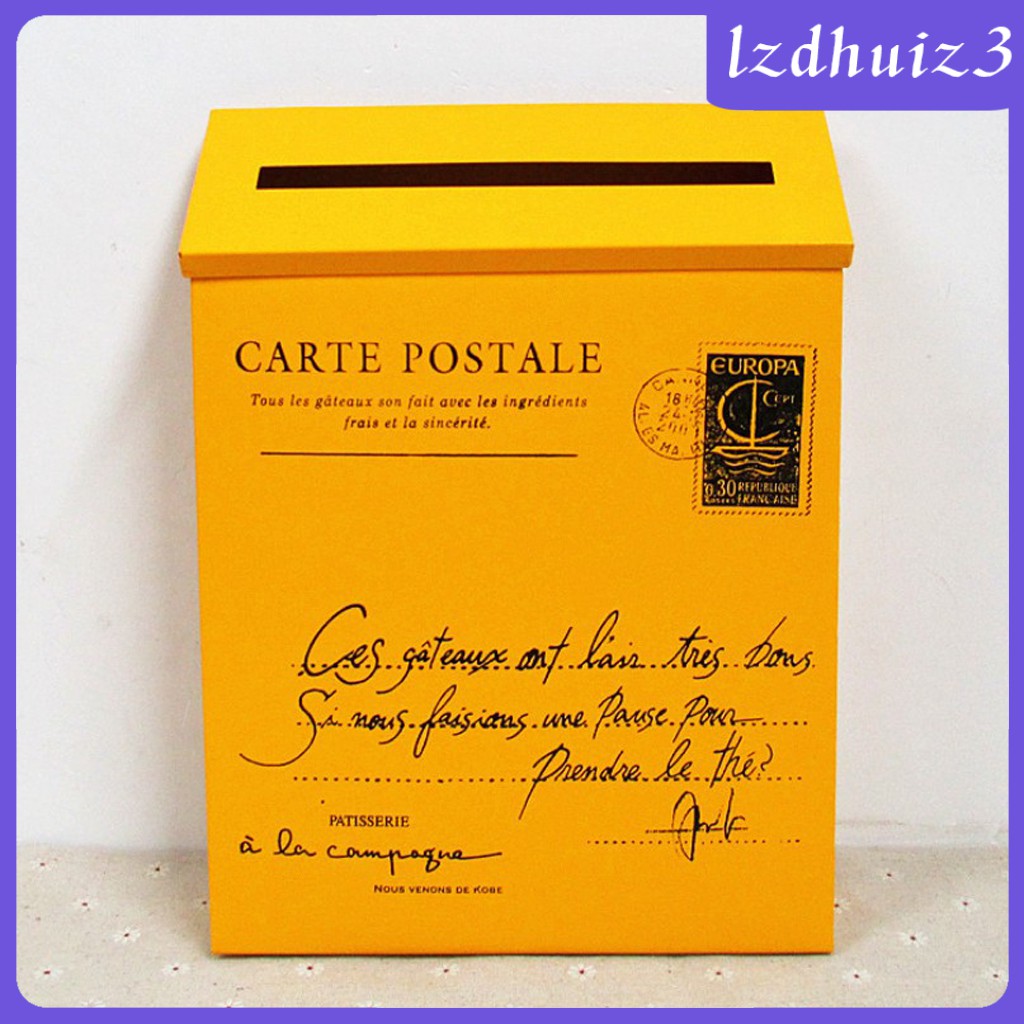 lzdhuiz3
CARTE POSTALE
Tous les gâteaux son fait avec les ingrédients
frais et la sincérité.
EUROPA
CEPT
0.30 REPUBLIQUE
FRANÇAISE
Ces gâteaux ont l'air très bons
Si nous faisions une Pause Pour
Prendre le thé?
PATISSERIE
à la campagne
NOUS VENONS DE KOBE